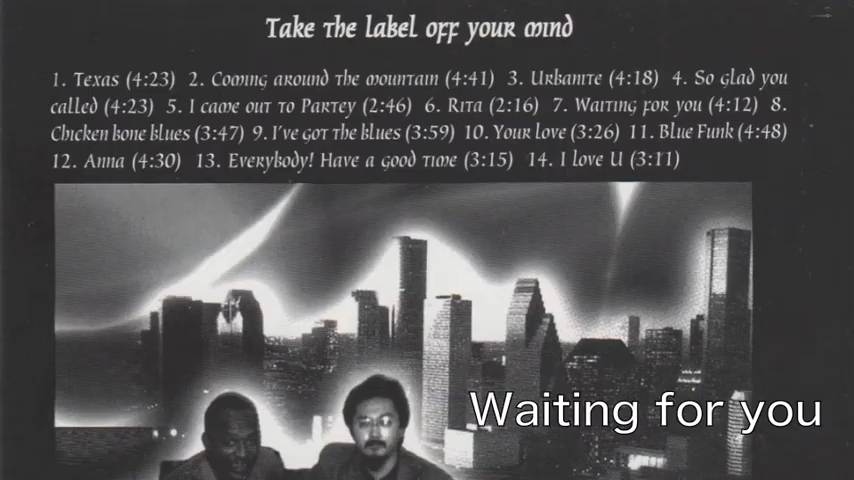 Take the label off your mind
1. Texas (4:23) 2. Coming around the mountain (4:41) 3. Urbanite (4:18) 4. So glad you
called (4:23) 5. I came out to Partey (2:46) 6. Rita (2:16) 7. Waiting for you (4:12) 8.
Chicken bone blues (3:47) 9. I've got the blues (3:59) 10. Your love (3:26) 11. Blue Funk (4:48)
12. Anna (4:30) 13. Everybody! Have a good time (3:15) 14. I love U (3:11)
Waiting for you